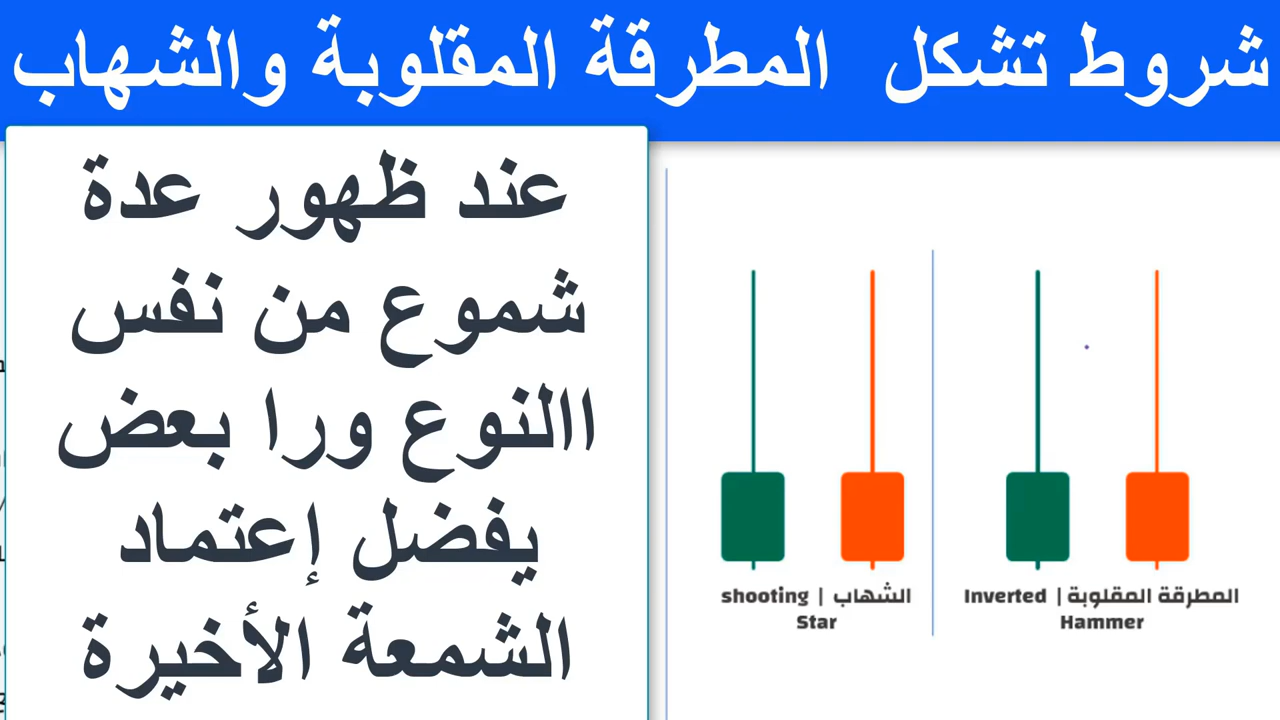 شروط تشكل المطرقة المقلوبة والشهاب
عند ظهور عدة
شموع من نفس
االنوع ورا بعض
يفضل إعتماد
الشمعة الأخيرة
المطرقة المقلوبة | Inverted
Hammer
الشهاب | shooting
Star